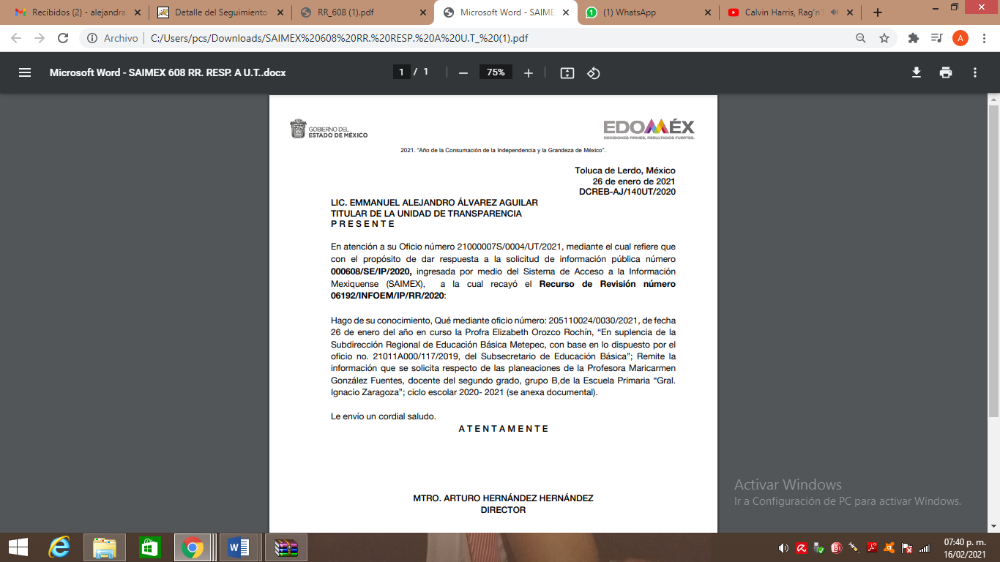 Recibidos (2) - alejandra
Detalle del Seguimiento
RR_608 (1).pdf
Microsoft Word - SAIME
(1) WhatsApp
Calvin Harris, Rag'n'
Archivo
C:/Users/pcs/Downloads/SAIMEX%20608%20RR.%20RESP.%20A%20U.T_%20(1).pdf
A
Microsoft Word - SAIMEX 608 RR. RESP. A U.T..docx
1 / 1
75%
GOBIERNO DEL
ESTADO DE MÉXICO
EDOMÉX
DECISIONES FIRMES, RESULTADOS FUERTES.
2021. “Año de la Consumación de la Independencia y la Grandeza de México”.
Toluca de Lerdo, México
26 de enero de 2021
DCREB-AJ/140UT/2020
LIC. EMMANUEL ALEJANDRO ÁLVAREZ AGUILAR
TITULAR DE LA UNIDAD DE TRANSPARENCIA
P R E S E N T E
En atención a su Oficio número 21000007S/0004/UT/2021, mediante el cual refiere que
con el propósito de dar respuesta a la solicitud de información pública número
000608/SE/IP/2020, ingresada por medio del Sistema de Acceso a la Información
Mexiquense (SAIMEX), a la cual recayó el Recurso de Revisión número
06192/INFOEM/IP/RR/2020:
Hago de su conocimiento, Qué mediante oficio número: 205110024/0030/2021, de fecha
26 de enero del año en curso la Profra Elizabeth Orozco Rochín, “En suplencia de la
Subdirección Regional de Educación Básica Metepec, con base en lo dispuesto por el
oficio no. 21011A000/117/2019, del Subsecretario de Educación Básica”; Remite la
información que se solicita respecto de las planeaciones de la Profesora Maricarmen
González Fuentes, docente del segundo grado, grupo B,de la Escuela Primaria “Gral.
Ignacio Zaragoza”; ciclo escolar 2020- 2021 (se anexa documental).
Le envío un cordial saludo.
A T E N T A M E N T E
MTRO. ARTURO HERNÁNDEZ HERNÁNDEZ
DIRECTOR
Activar Windows
Ir a Configuración de PC para activar Windows.
07:40 p. m.
16/02/2021